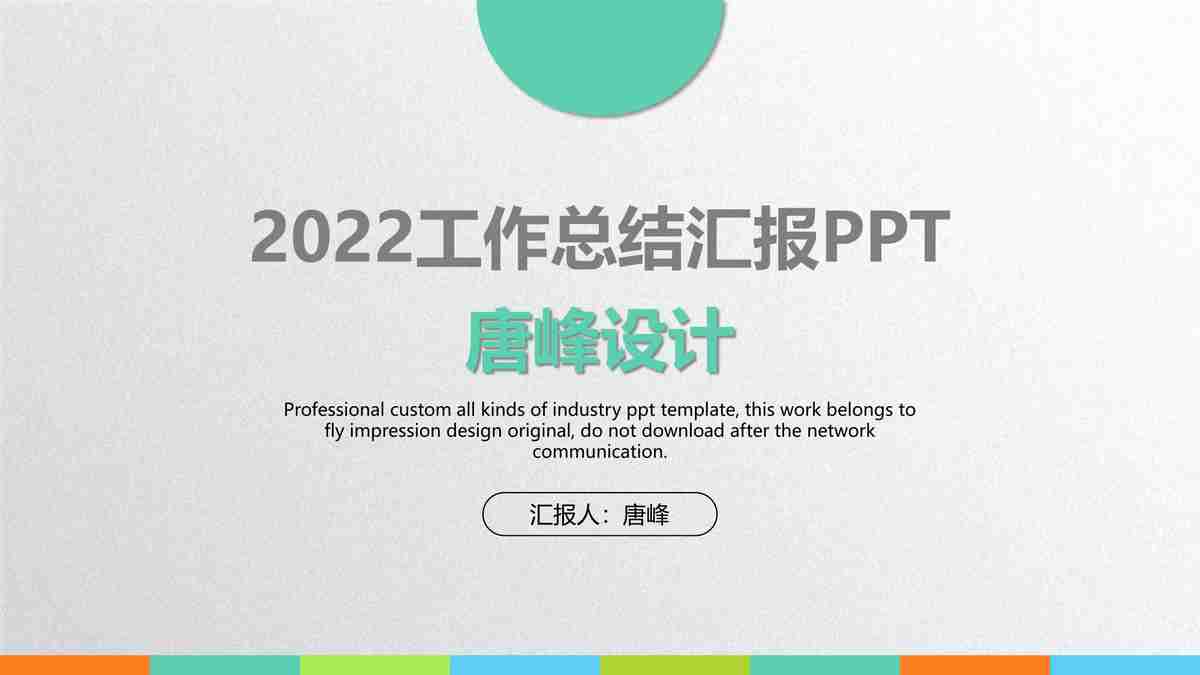 2022工作总结汇报PPT
唐峰设计
Professional custom all kinds of industry ppt template, this work belongs to
fly impression design original, do not download after the network
communication.
汇报人：唐峰